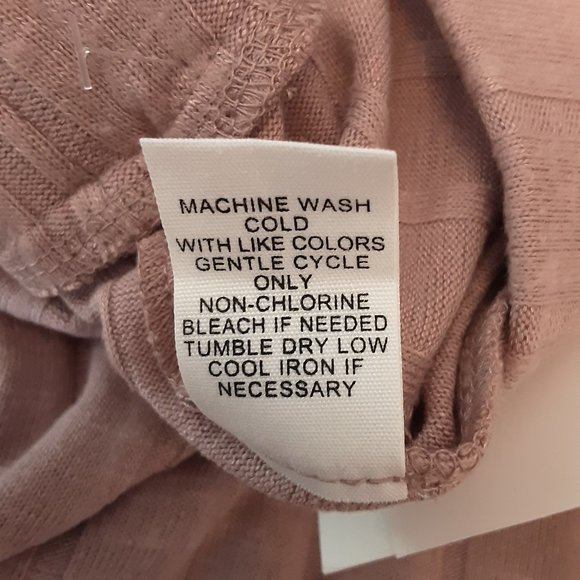 MACHINE WASH
COLD
WITH LIKE COLORS
GENTLE CYCLE
ONLY
NON-CHLORINE
BLEACH IF NEEDED
TUMBLE DRY LOW
COOL IRON IF
NECESSARY